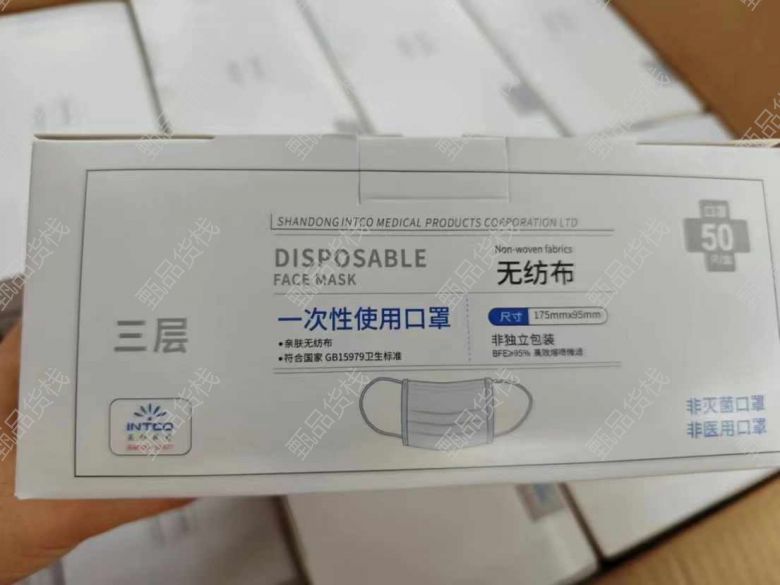 SHANDONG INTCO MEDICAL PRODUCTS CORPORATION LTD
DISPOSABLE
FACE MASK
Non-woven fabrics
无纺布
口罩
50
只/盒
三层
一次性使用口罩
•亲肤无纺布
•符合国家 GB15979卫生标准
尺寸 175mmx95mm
非独立包装
BFE≥95%
INTCO
非灭菌口罩
非医用口罩
甄品货栈